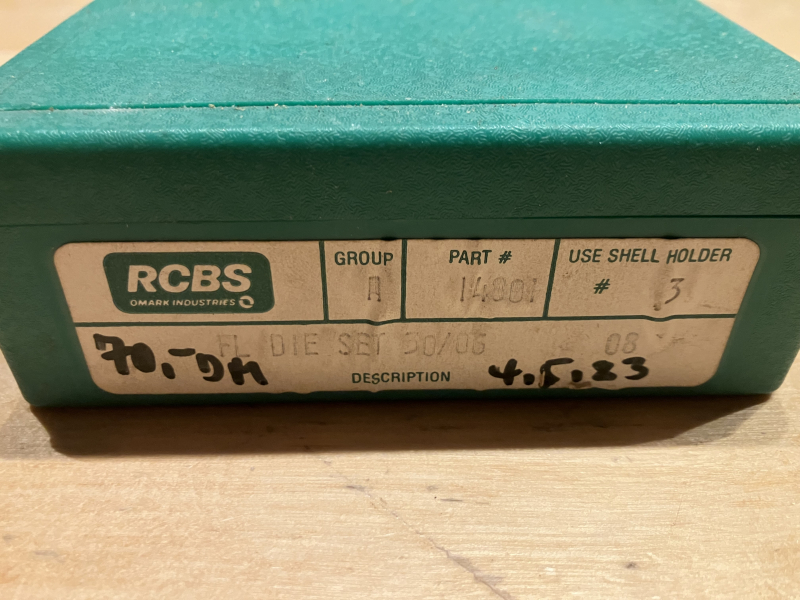 RCBS
OMARK INDUSTRIES
GROUP
A
PART #
14801
USE SHELL HOLDER
# 3
FL DIE SET 30/06 08
70,- DM
DESCRIPTION
4.5.83